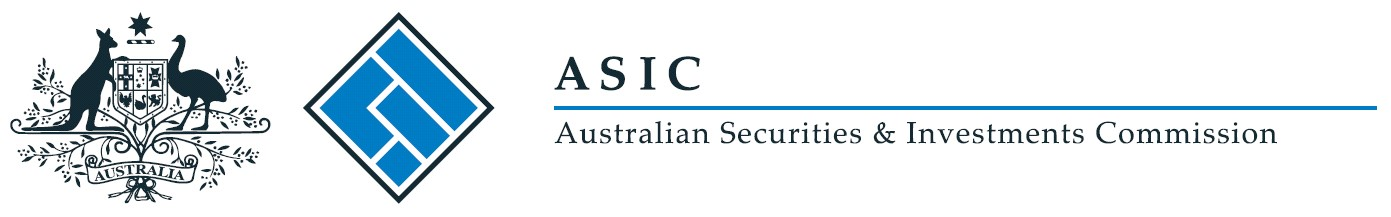 AUSTRALIA
ASIC
Australian Securities & Investments Commission